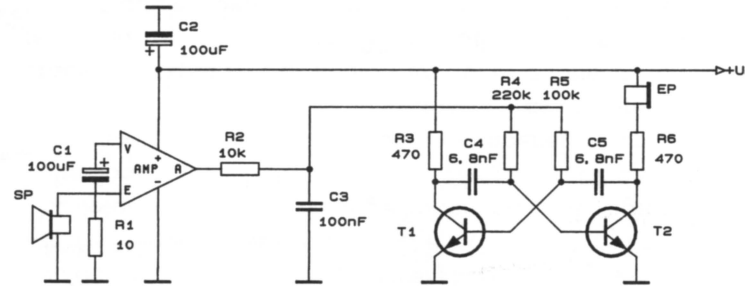 C2
+ 100uF
+U
R4 R5 EP
220k 100k
R2 R3 C4 C5 R6
C1 10k 470 6,8nF 6,8nF 470
100uF + V + AMP A
C3
SP E - 100nF
R1 T1 T2
10